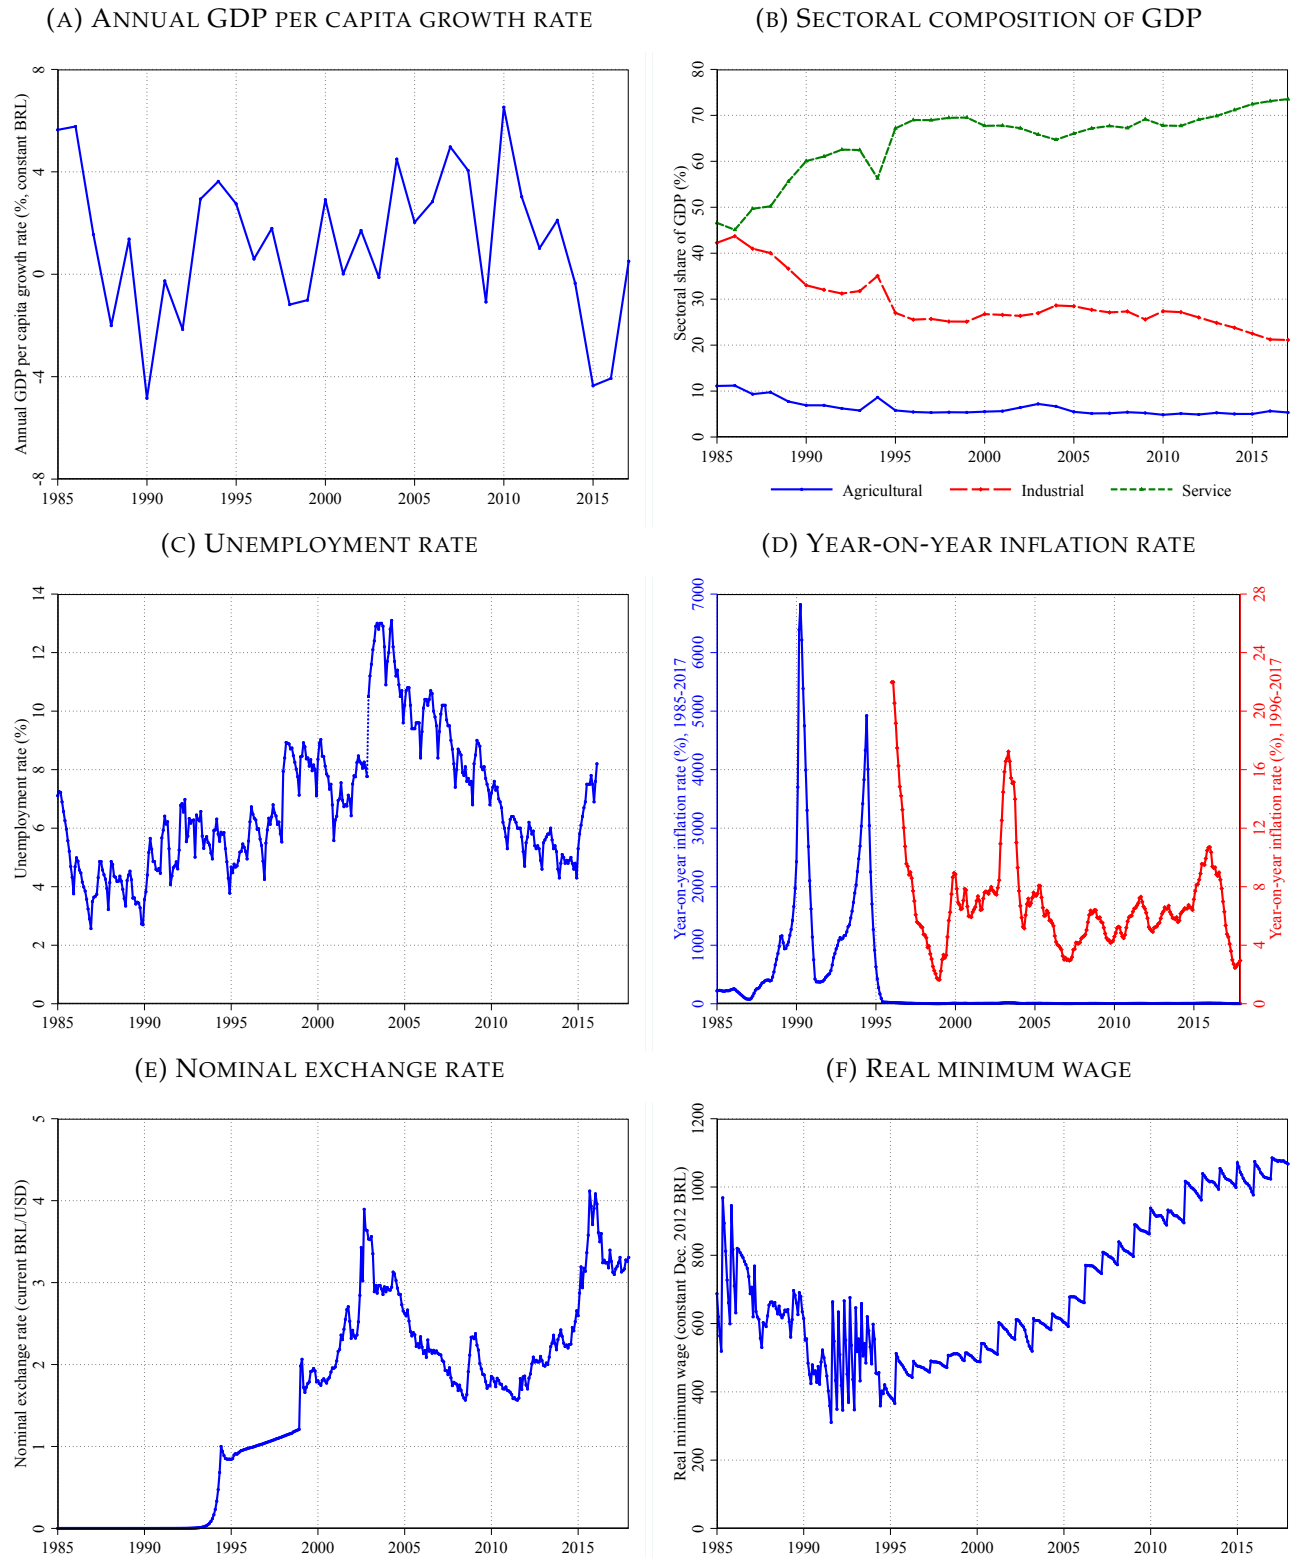 (A) ANNUAL GDP PER CAPITA GROWTH RATE
Annual GDP per capita growth rate (%, constant BRL)
8
4
0
-4
-8
1985 1990 1995 2000 2005 2010 2015
(B) SECTORAL COMPOSITION OF GDP
Sectoral share of GDP (%)
80
70
60
50
40
30
20
10
0
1985 1990 1995 2000 2005 2010 2015
Agricultural Industrial Service
(C) UNEMPLOYMENT RATE
Unemployment rate (%)
14
12
10
8
6
4
2
0
1985 1990 1995 2000 2005 2010 2015
(D) YEAR-ON-YEAR INFLATION RATE
Year-on-year inflation rate (%), 1985-2017
7000
6000
5000
4000
3000
2000
1000
0
1985 1990 1995 2000 2005 2010 2015
28
24
20
16
12
8
4
0
Year-on-year inflation rate (%), 1996-2017
(E) NOMINAL EXCHANGE RATE
Nominal exchange rate (current BRL/USD)
5
4
3
2
1
0
1985 1990 1995 2000 2005 2010 2015
(F) REAL MINIMUM WAGE
Real minimum wage (constant Dec. 2012 BRL)
1200
1000
800
600
400
200
0
1985 1990 1995 2000 2005 2010 2015